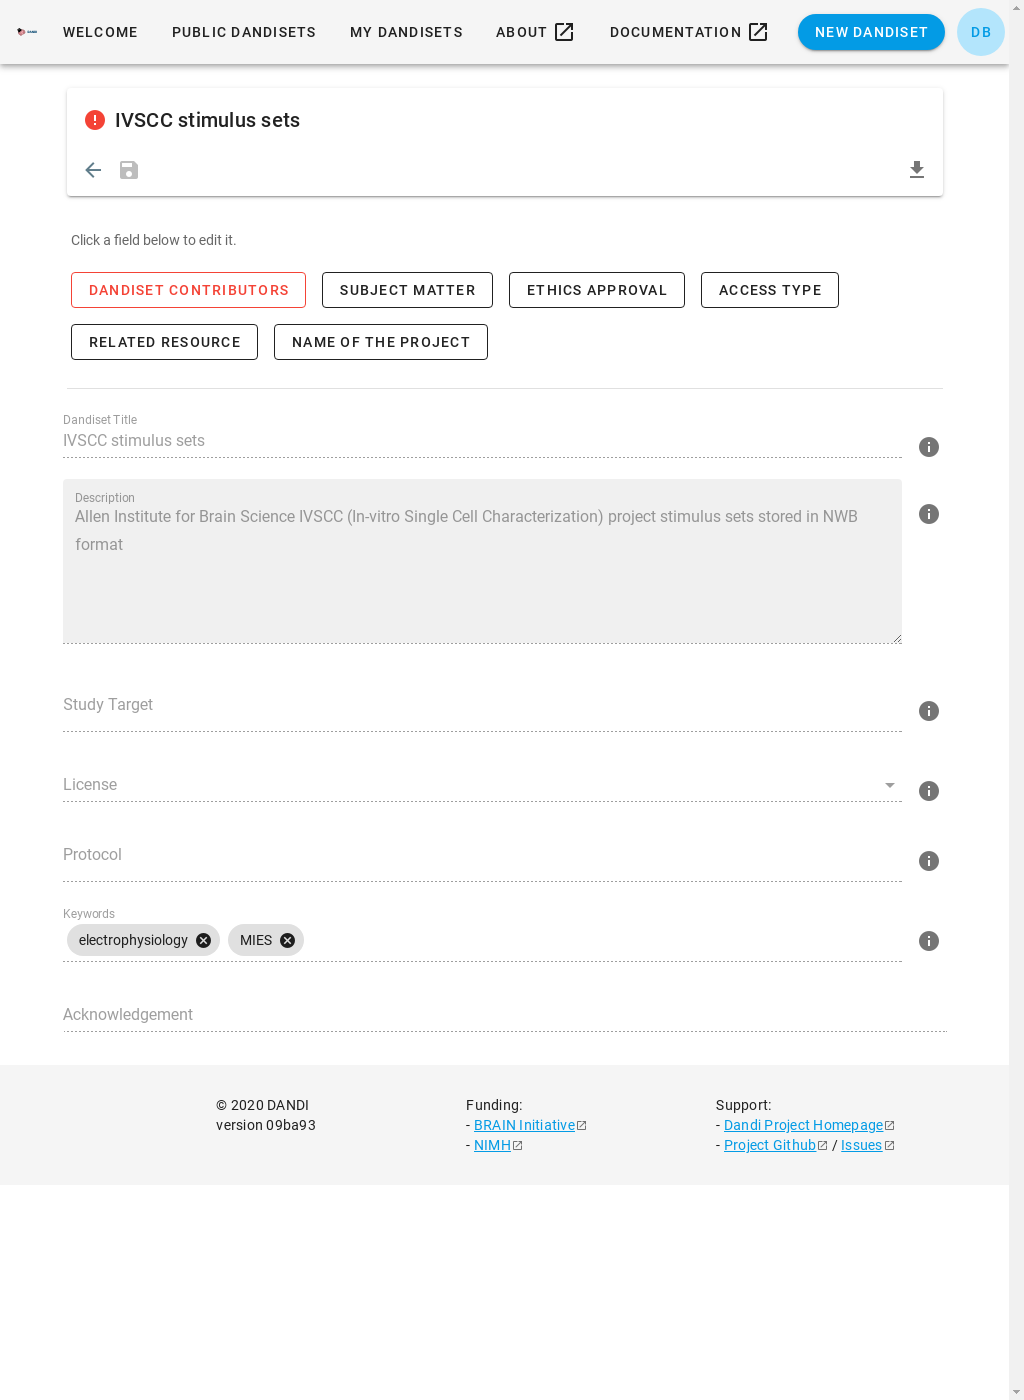 WELCOME PUBLIC DANDISETS MY DANDISETS ABOUT DOCUMENTATION NEW DANDISET DB
IVSCC stimulus sets
Click a field below to edit it.
DANDISET CONTRIBUTORS SUBJECT MATTER ETHICS APPROVAL ACCESS TYPE
RELATED RESOURCE NAME OF THE PROJECT
Dandiset Title
IVSCC stimulus sets
Description
Allen Institute for Brain Science IVSCC (In-vitro Single Cell Characterization) project stimulus sets stored in NWB
format
Study Target
License
Protocol
Keywords
electrophysiology MIES
Acknowledgement
© 2020 DANDI
version 09ba93
Funding:
- BRAIN Initiative
- NIMH
Support:
- Dandi Project Homepage
- Project Github / Issues